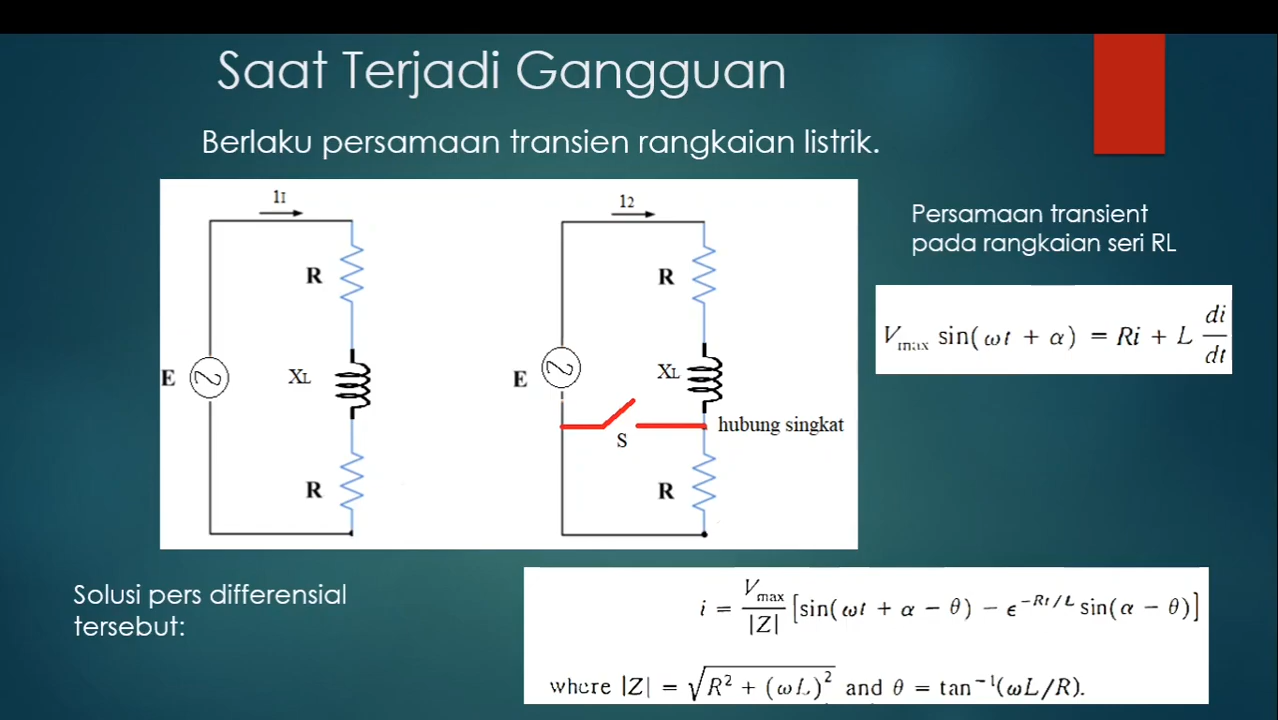 Saat Terjadi Gangguan
Berlaku persamaan transien rangkaian listrik.
I1
R
E
XL
R
I2
R
E
XL
hubung singkat
S
R
Persamaan transient
pada rangkaian seri RL
V_max sin(ωt + α) = Ri + L di/dt
Solusi pers differensial
tersebut:
i = V_max/|Z| [sin(ωt + α − θ) − ϵ^(−Rt/L) sin(α − θ)]
where |Z| = √(R² + (ωL)²) and θ = tan⁻¹(ωL/R).